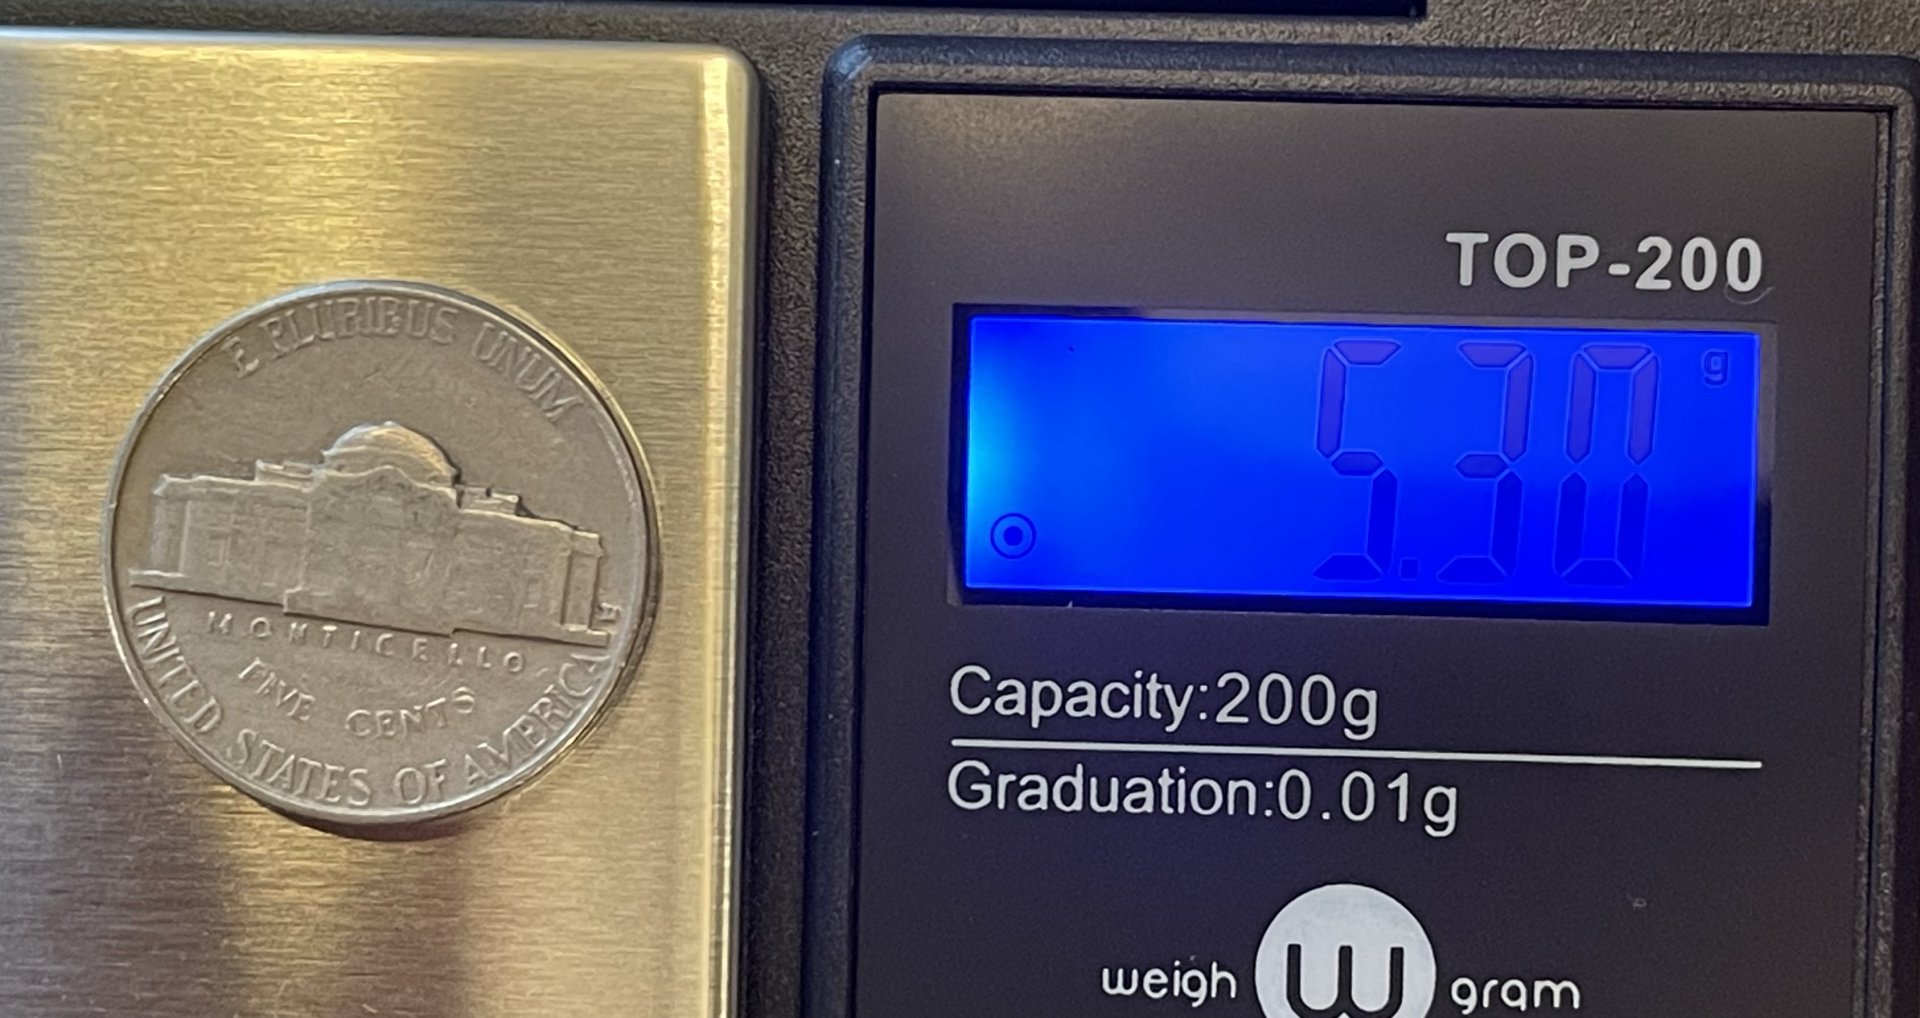 E PLURIBUS UNUM
MONTICELLO
FIVE CENTS
UNITED STATES OF AMERICA
TOP-200
5.30 g
Capacity:200g
Graduation:0.01g
weigh W gram